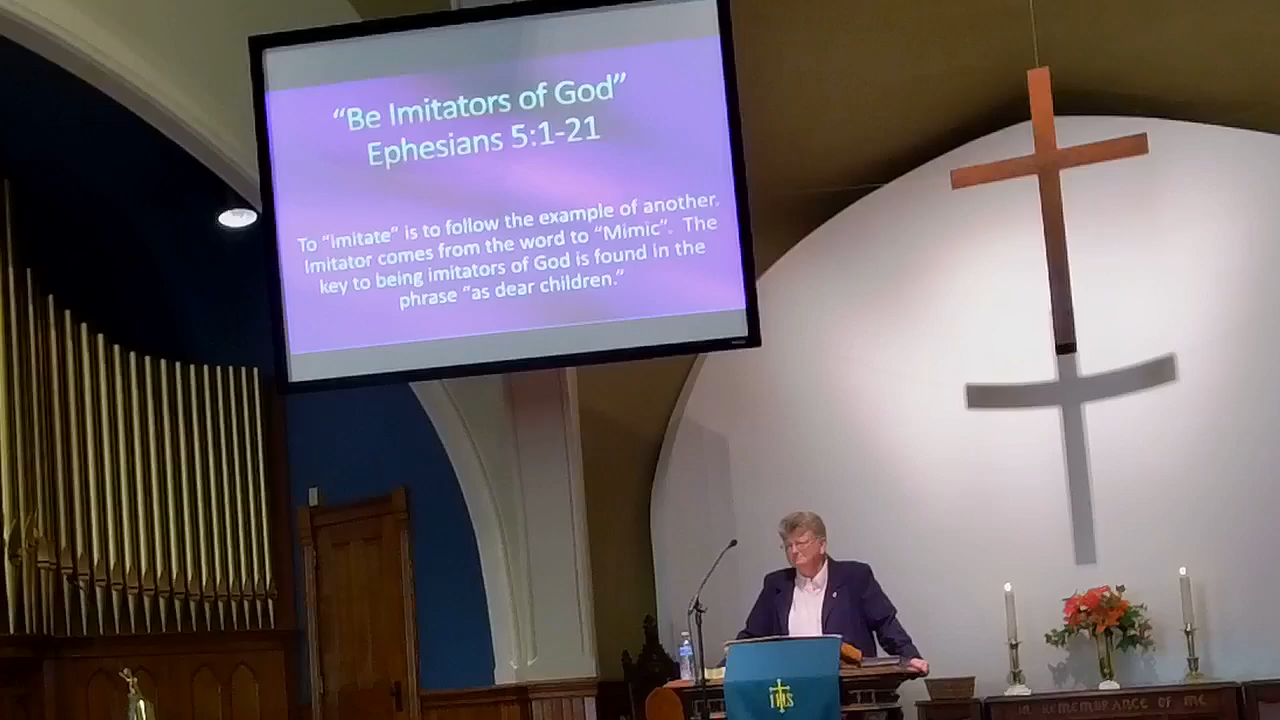 “Be Imitators of God”
Ephesians 5:1-21
To “Imitate” is to follow the example of another.
Imitator comes from the word to “Mimic”. The
key to being imitators of God is found in the
phrase “as dear children.”
IHS
IN REMEMBRANCE OF ME